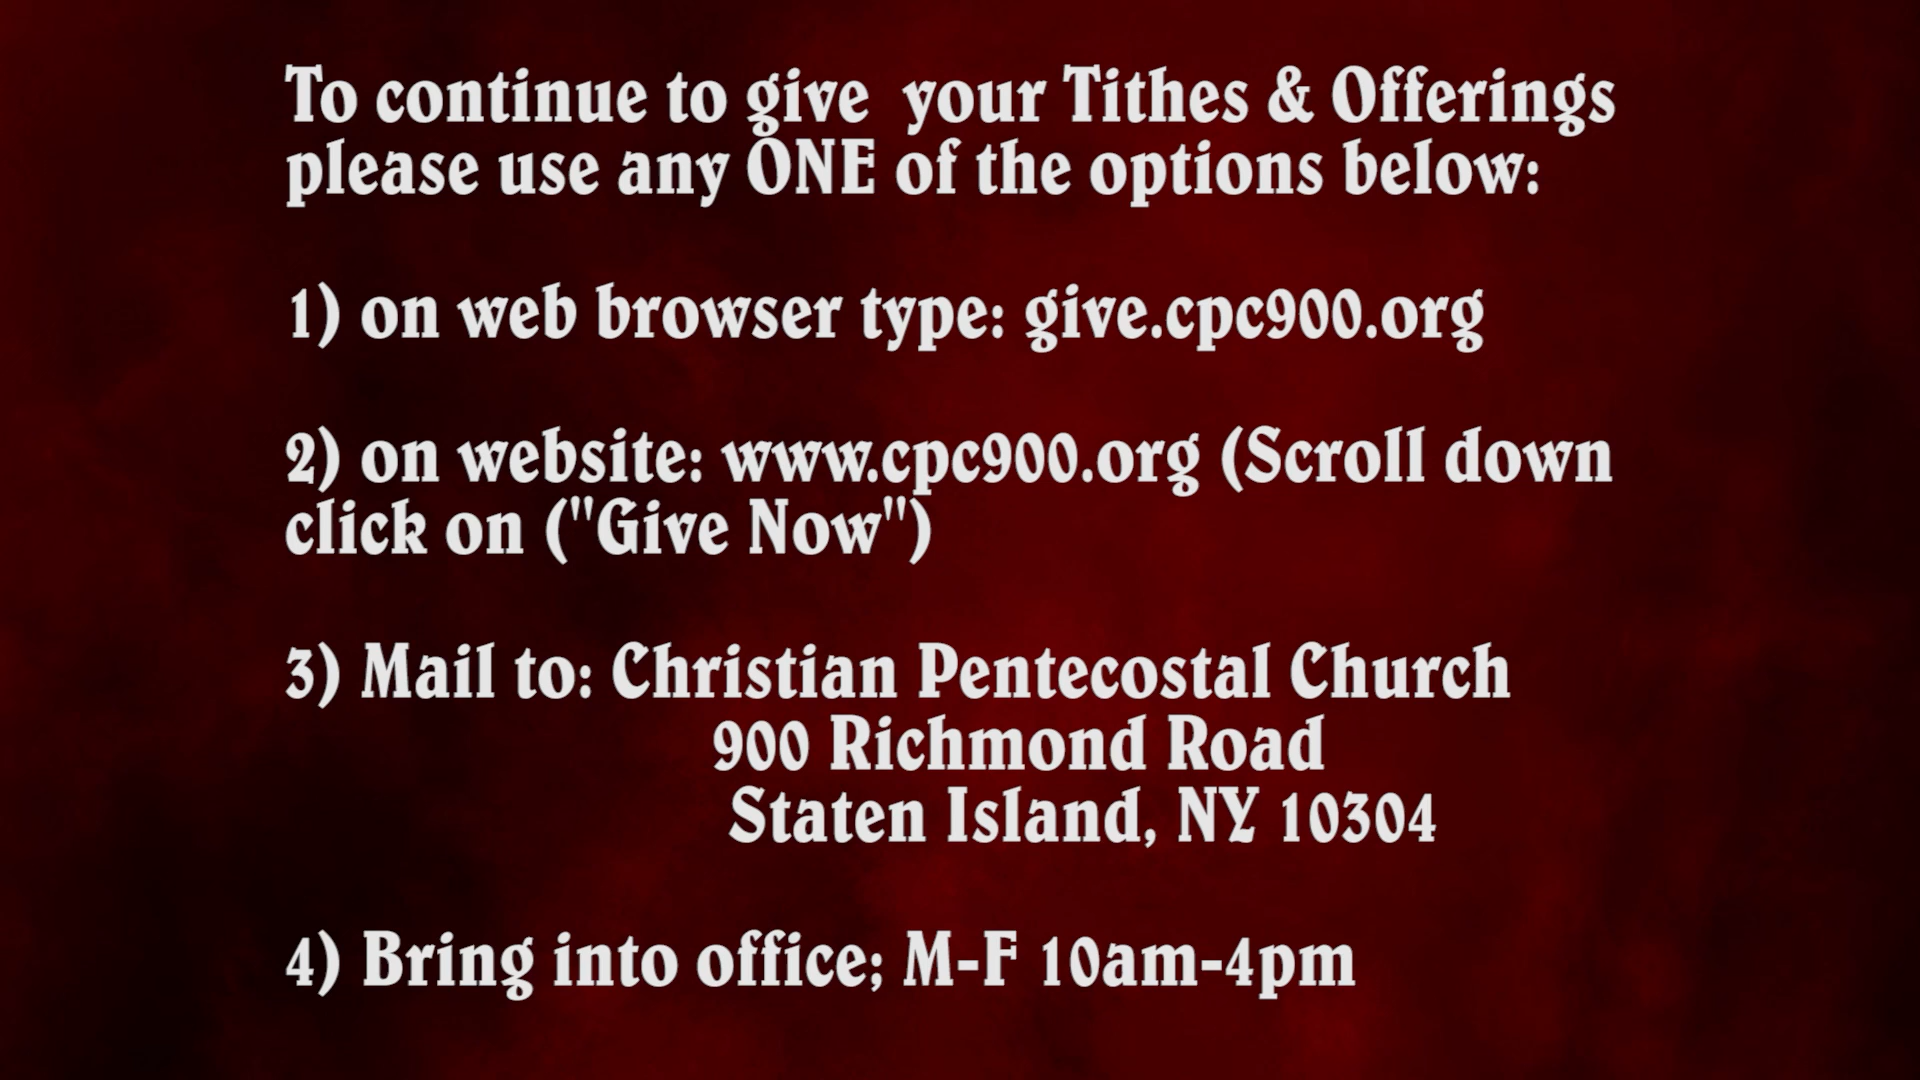 To continue to give  your Tithes & Offerings
please use any ONE of the options below:
1) on web browser type: give.cpc900.org
2) on website: www.cpc900.org (Scroll down
click on ("Give Now")
3) Mail to: Christian Pentecostal Church
900 Richmond Road
Staten Island, NY 10304
4) Bring into office; M-F 10am-4pm